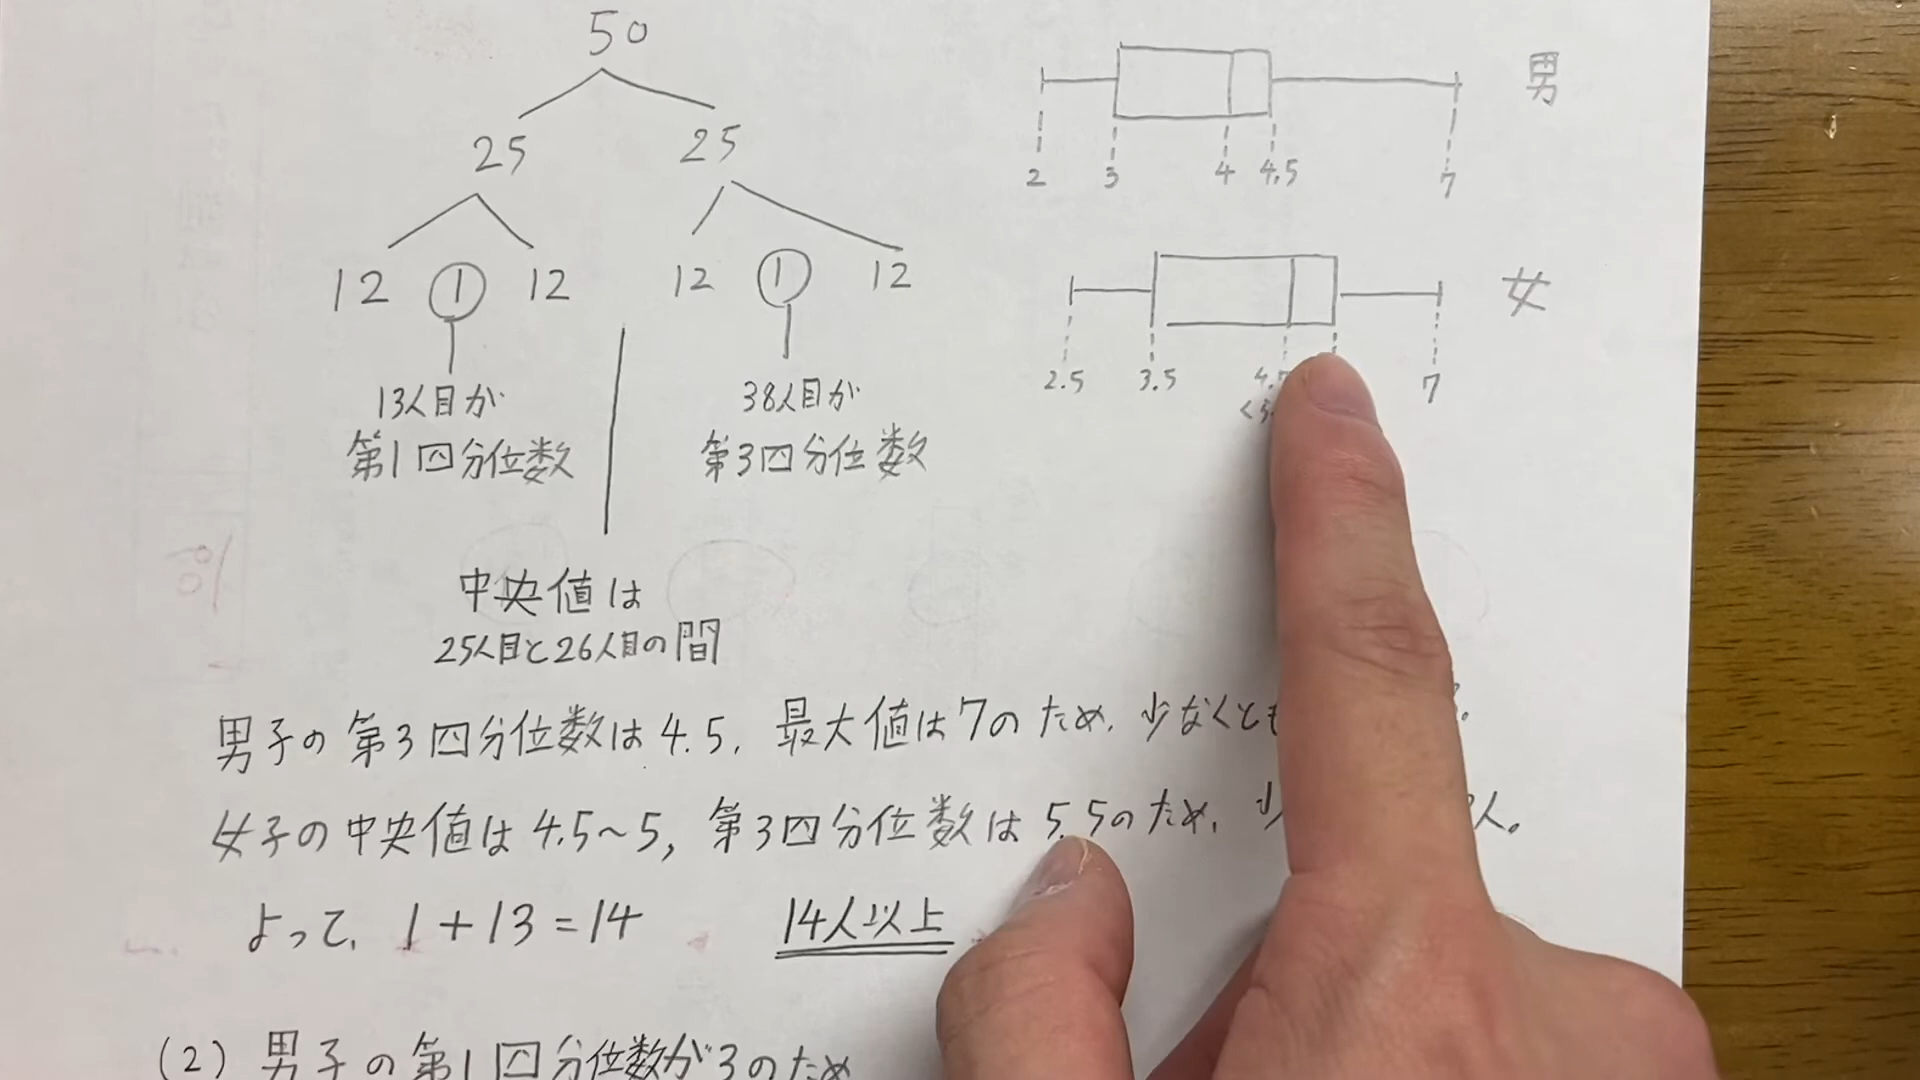 50
25 25
12 ① 12 12 ① 12
13人目が
第1四分位数
38人目が
第3四分位数
中央値は
25人目と26人目の間
男
2 3 4 4.5 7
女
2.5 3.5 7
男子の第3四分位数は4.5, 最大値は7のため, 少なくとも
女子の中央値は4.5〜5, 第3四分位数は5.5のため, 人。
よって, 1+13=14 14人以上
(2) 男子の第1四分位数が3のため